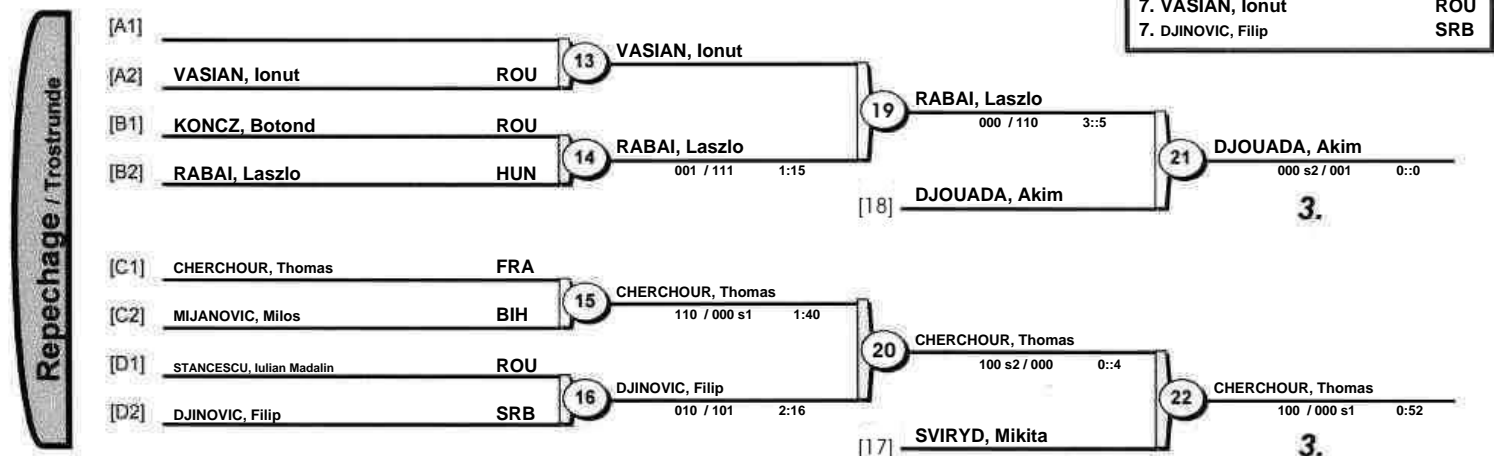 7. VASIAN, Ionut ROU
7. DJINOVIC, Filip SRB
Repechage / Trostrunde
[A1]
[A2] VASIAN, Ionut ROU
13 VASIAN, Ionut
[B1] KONCZ, Botond ROU
[B2] RABAI, Laszlo HUN
14 RABAI, Laszlo
001 / 111 1:15
19 RABAI, Laszlo
000 / 110 3::5
[18] DJOUADA, Akim
21 DJOUADA, Akim
000 s2 / 001 0::0
3.
[C1] CHERCHOUR, Thomas FRA
[C2] MIJANOVIC, Milos BIH
15 CHERCHOUR, Thomas
110 / 000 s1 1:40
[D1] STANCESCU, Iulian Madalin ROU
[D2] DJINOVIC, Filip SRB
16 DJINOVIC, Filip
010 / 101 2:16
20 CHERCHOUR, Thomas
100 s2 / 000 0::4
[17] SVIRYD, Mikita
22 CHERCHOUR, Thomas
100 / 000 s1 0:52
3.